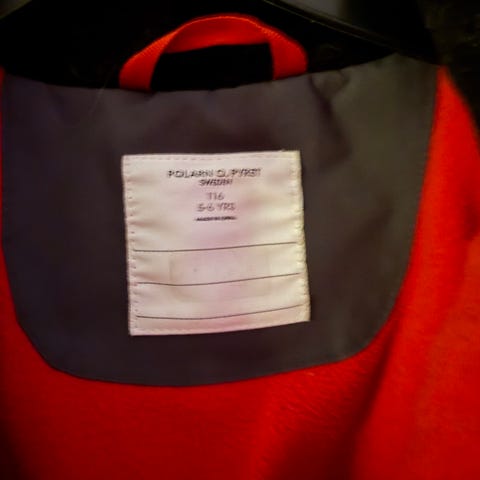 POLARN O. PYRET
SWEDEN
116
5-6 YRS